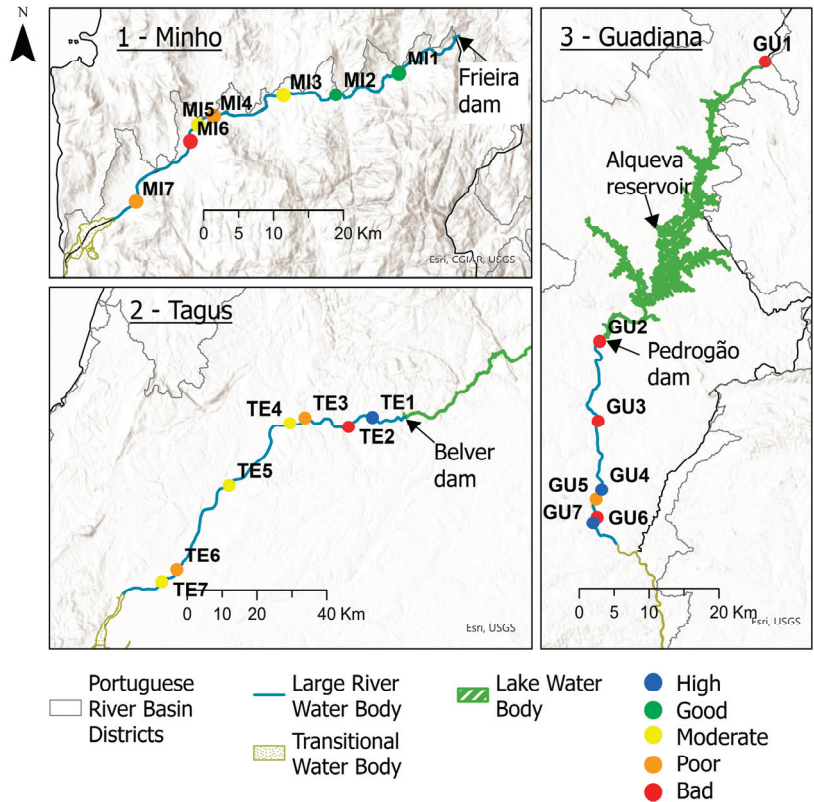 N
1 - Minho
MI1
MI2
MI3
MI4
MI5
MI6
MI7
Frieira
dam
0 10 20 Km
Esri, CGIAR, USGS
2 - Tagus
TE1
TE2
TE3
TE4
TE5
TE6
TE7
Belver
dam
0 10 20 40 Km
Esri, USGS
3 - Guadiana
GU1
Alqueva
reservoir
GU2
Pedrogão
dam
GU3
GU4
GU5
GU6
GU7
0 5 10 20 Km
Esri, USGS
Portuguese
River Basin
Districts
Large River
Water Body
Transitional
Water Body
Lake Water
Body
High
Good
Moderate
Poor
Bad